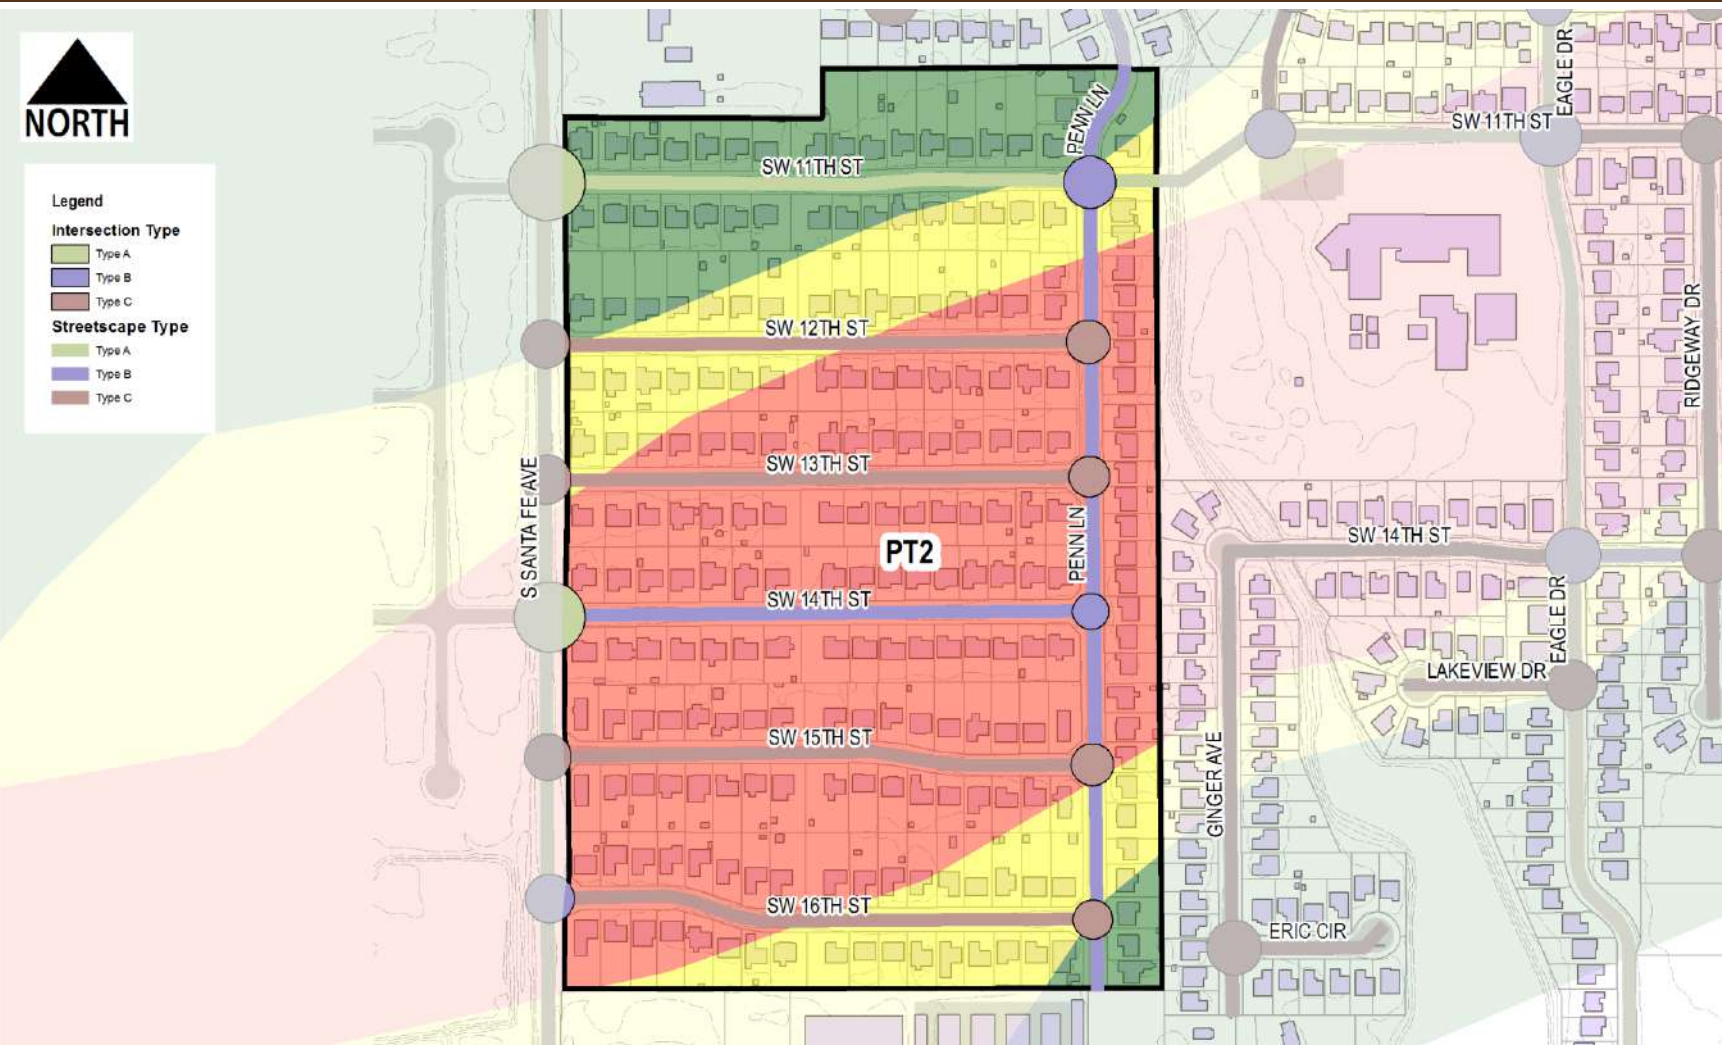 NORTH
Legend
Intersection Type
Type A
Type B
Type C
Streetscape Type
Type A
Type B
Type C
EAGLE DR
SW 11TH ST
PENN LN
SW 11TH ST
SW 12TH ST
RIDGEWAY DR
SW 13TH ST
S SANTA FE AVE
PENN LN
PT2
SW 14TH ST
SW 14TH ST
EAGLE DR
LAKEVIEW DR
SW 15TH ST
GINGER AVE
SW 16TH ST
ERIC CIR